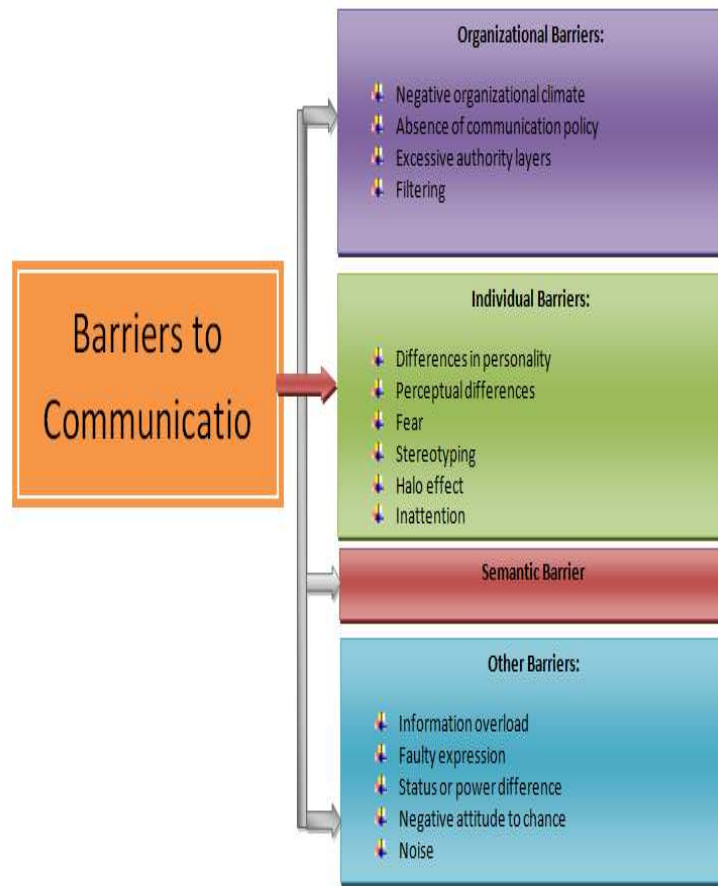 Organizational Barriers:
Negative organizational climate
Absence of communication policy
Excessive authority layers
Filtering
Barriers to
Communicatio
Individual Barriers:
Differences in personality
Perceptual differences
Fear
Stereotyping
Halo effect
Inattention
Semantic Barrier
Other Barriers:
Information overload
Faulty expression
Status or power difference
Negative attitude to chance
Noise